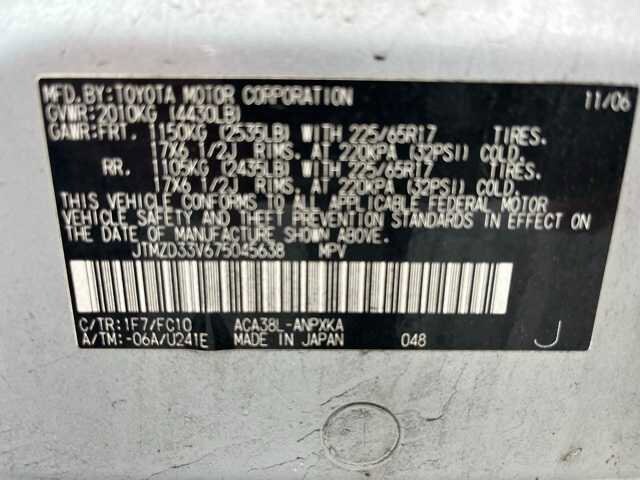 MFD. BY: TOYOTA MOTOR CORPORATION 11/06
GVWR: 2010KG (4430LB)
GAWR: FRT. 1150KG (2535LB) WITH 225/65R17 TIRES.
17X6 1/2J RIMS. AT 220KPA (32PSI) COLD.
RR. 1105KG (2435LB) WITH 225/65R17 TIRES.
17X6 1/2J RIMS. AT 220KPA (32PSI) COLD.
THIS VEHICLE CONFORMS TO ALL APPLICABLE FEDERAL MOTOR
VEHICLE SAFETY AND THEFT PREVENTION STANDARDS IN EFFECT ON
THE DATE OF MANUFACTURE SHOWN ABOVE.
JTMZD33V675045638 MPV
C/TR: 1F7/FC10 ACA38L-ANPXKA
A/TM: -06A/U241E MADE IN JAPAN 048 J